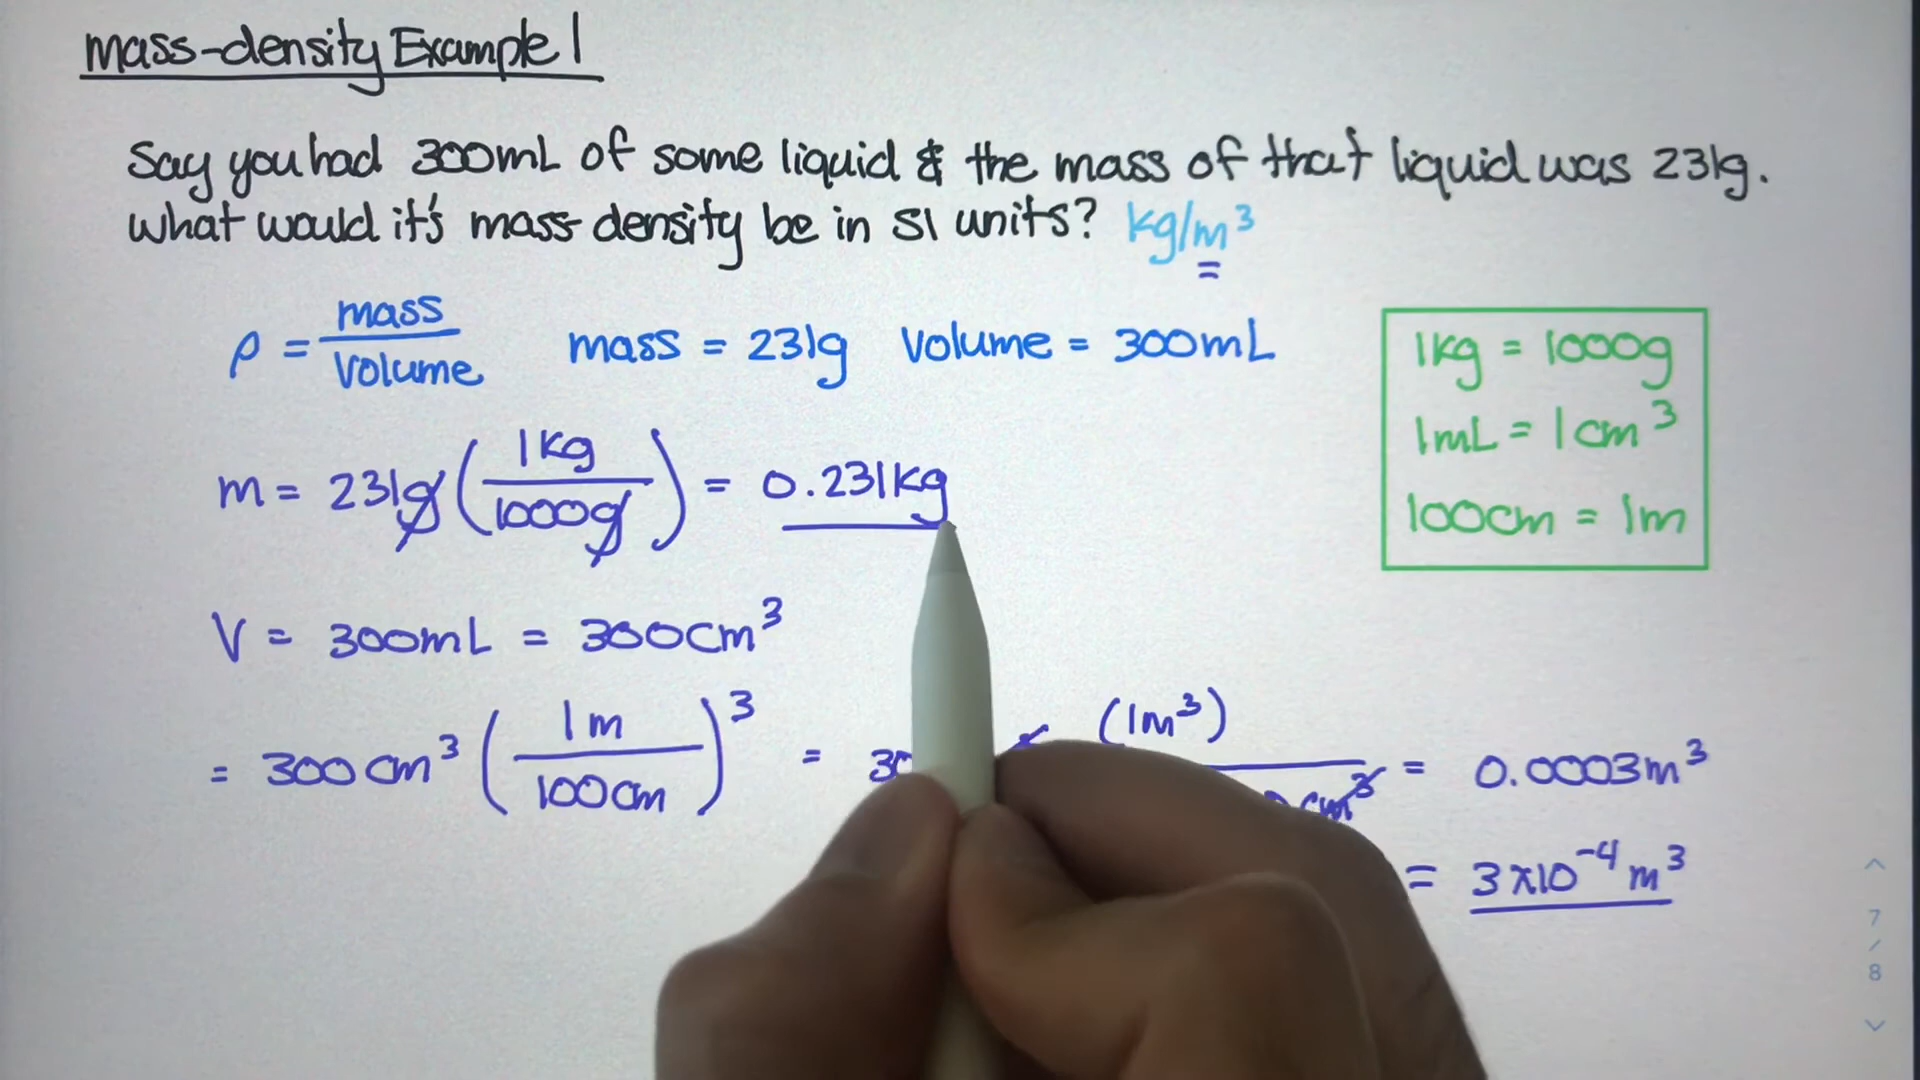 mass-density Example 1
Say you had 300mL of some liquid & the mass of that liquid was 231g.
What would it's mass density be in SI units? kg/m³
ρ = mass/volume mass = 231g volume = 300mL
1kg = 1000g
1mL = 1cm³
100cm = 1m
m = 231g (1kg/1000g) = 0.231kg
V = 300mL = 300cm³
= 300cm³ (1m/100cm)³ = (1m³) = 0.0003m³
= 3x10⁻⁴ m³
7
/
8